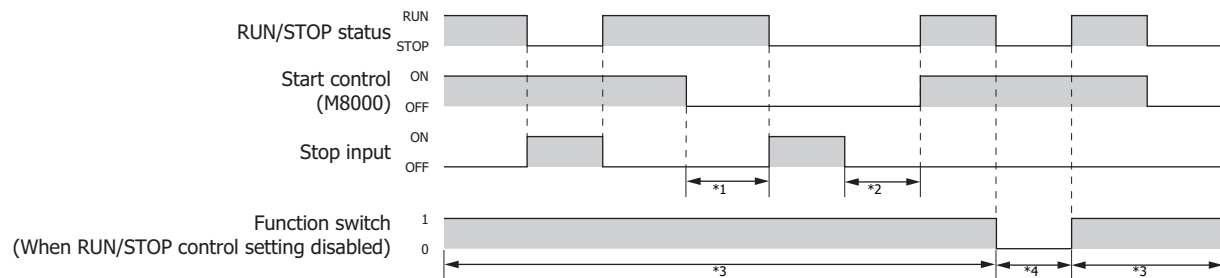 RUN/STOP status
RUN
STOP
Start control
(M8000)
ON
OFF
Stop input
ON
OFF
*1
*2
Function switch
(When RUN/STOP control setting disabled)
1
0
*3
*4
*3